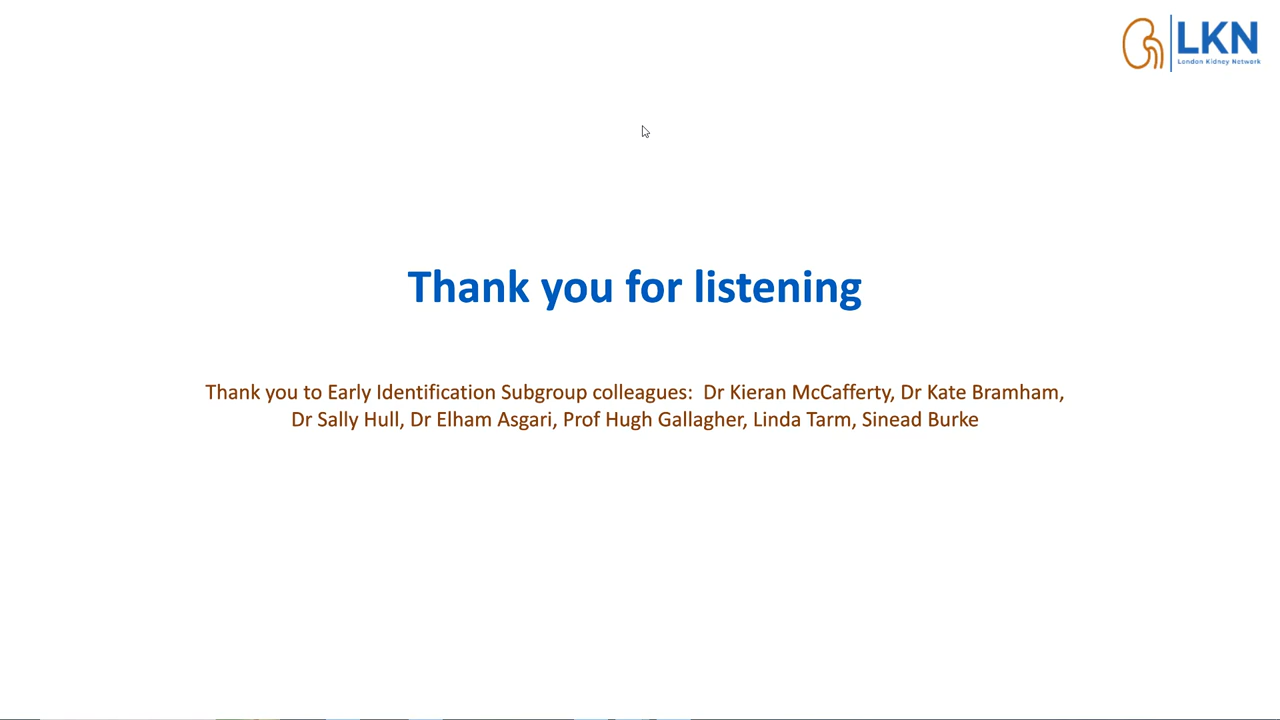 LKN
London Kidney Network
Thank you for listening
Thank you to Early Identification Subgroup colleagues:  Dr Kieran McCafferty, Dr Kate Bramham,
Dr Sally Hull, Dr Elham Asgari, Prof Hugh Gallagher, Linda Tarm, Sinead Burke